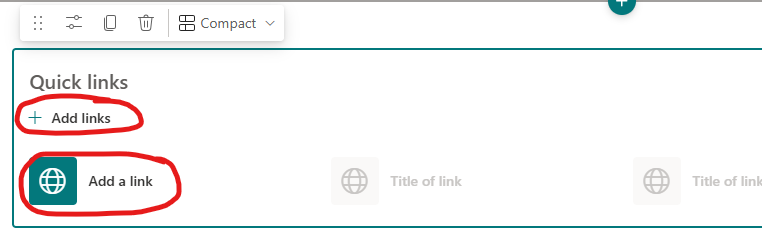 Compact
Quick links
+ Add links
Add a link
Title of link
Title of link